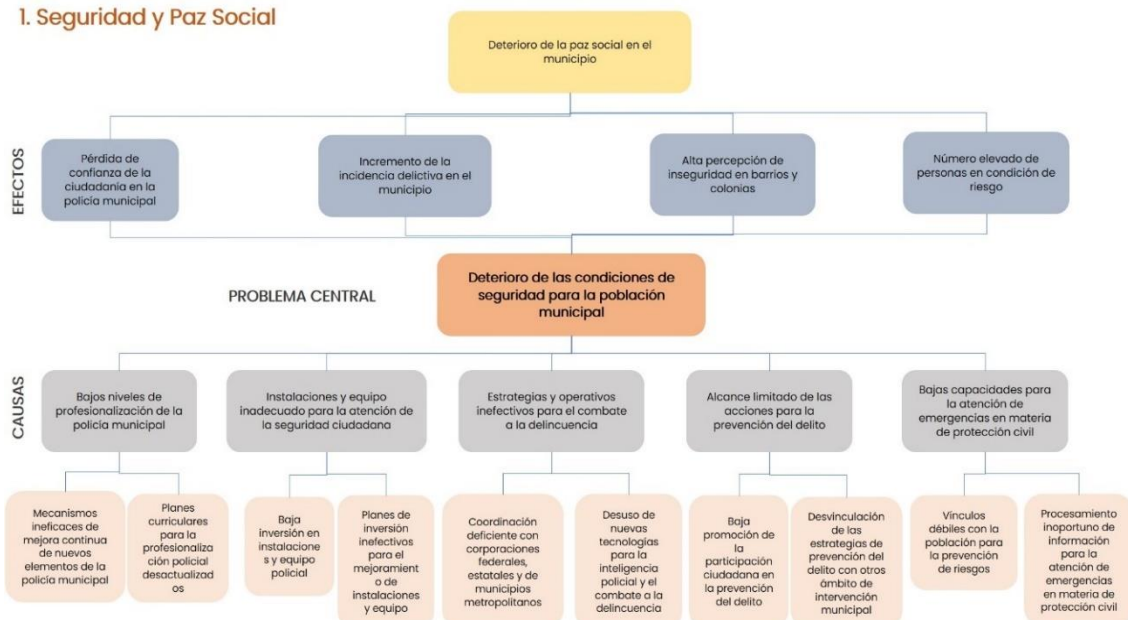 1. Seguridad y Paz Social
Deterioro de la paz social en el
municipio
EFECTOS
Pérdida de
confianza de la
ciudadanía en la
policía municipal
Incremento de la
incidencia delictiva en el
municipio
Alta percepción de
inseguridad en barrios y
colonias
Número elevado de
personas en condición de
riesgo
PROBLEMA CENTRAL
Deterioro de las condiciones de
seguridad para la población
municipal
CAUSAS
Bajos niveles de
profesionalización de la
policía municipal
Instalaciones y equipo
inadecuado para la atención de
la seguridad ciudadana
Estrategias y operativos
inefectivos para el combate
a la delincuencia
Alcance limitado de las
acciones para la
prevención del delito
Bajas capacidades para
la atención de
emergencias en materia
de protección civil
Mecanismos
ineficaces de
mejora continua de
nuevos elementos
de la policía
municipal
Planes
curriculares
para la
profesionaliza
ción policial
desactualizad
os
Baja
inversión en
instalacione
s y equipo
policial
Planes de
inversión
inefectivos
para el
mejoramient
o de
instalaciones
y equipo
Coordinación
deficiente con
corporaciones
federales,
estatales y de
municipios
metropolitanos
Desuso de
nuevas
tecnologías
para la
inteligencia
policial y el
combate a la
delincuencia
Baja
promoción de
la
participación
ciudadana en
la prevención
del delito
Desvinculación
de las
estrategias de
prevención del
delito con otros
ámbito de
intervención
municipal
Vínculos
débiles con la
población para
la prevención
de riesgos
Procesamiento
inoportuno de
información
para la
atención de
emergencias
en materia de
protección civil